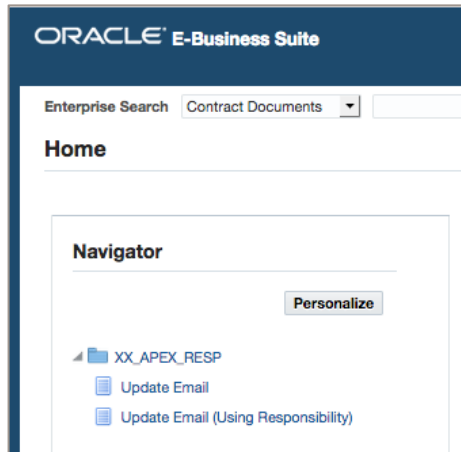 ORACLE® E-Business Suite
Enterprise Search Contract Documents
Home
Navigator
Personalize
XX_APEX_RESP
Update Email
Update Email (Using Responsibility)